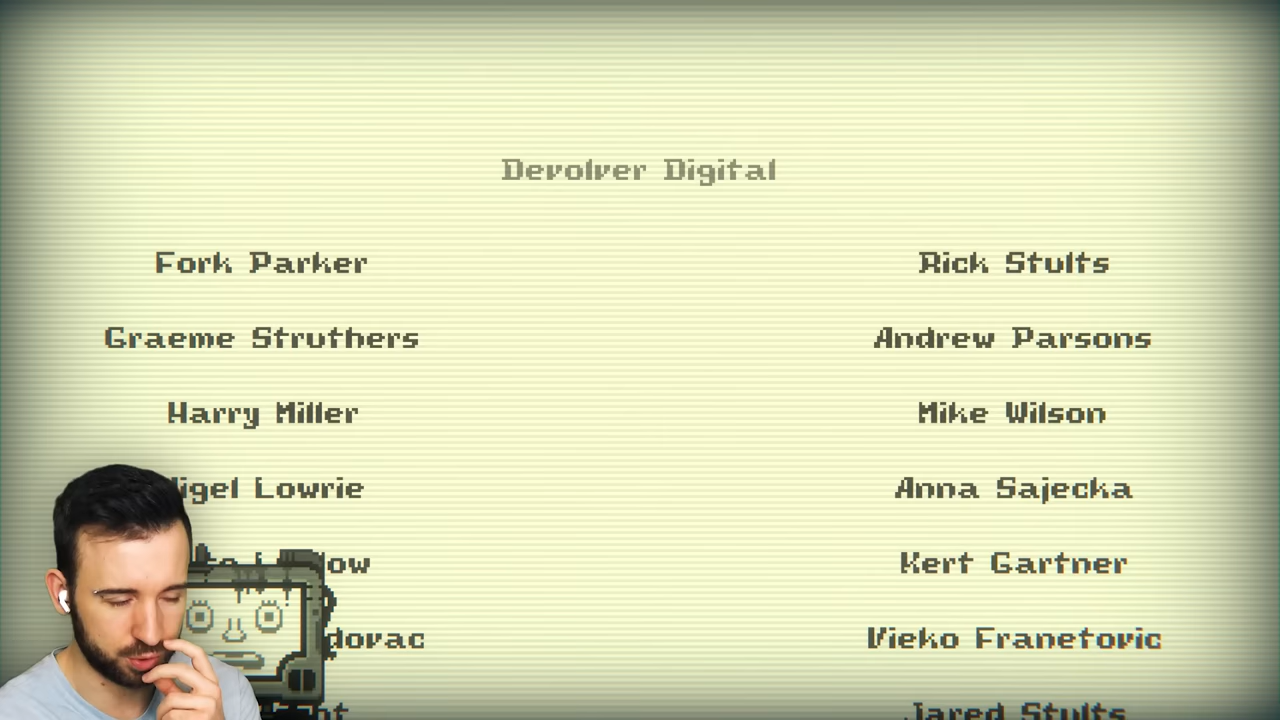 Devolver Digital
Fork Parker Rick Stults
Graeme Struthers Andrew Parsons
Harry Miller Mike Wilson
Lowrie Anna Sajecka
Kert Gartner
Vieko Franetovic
Jared Stults